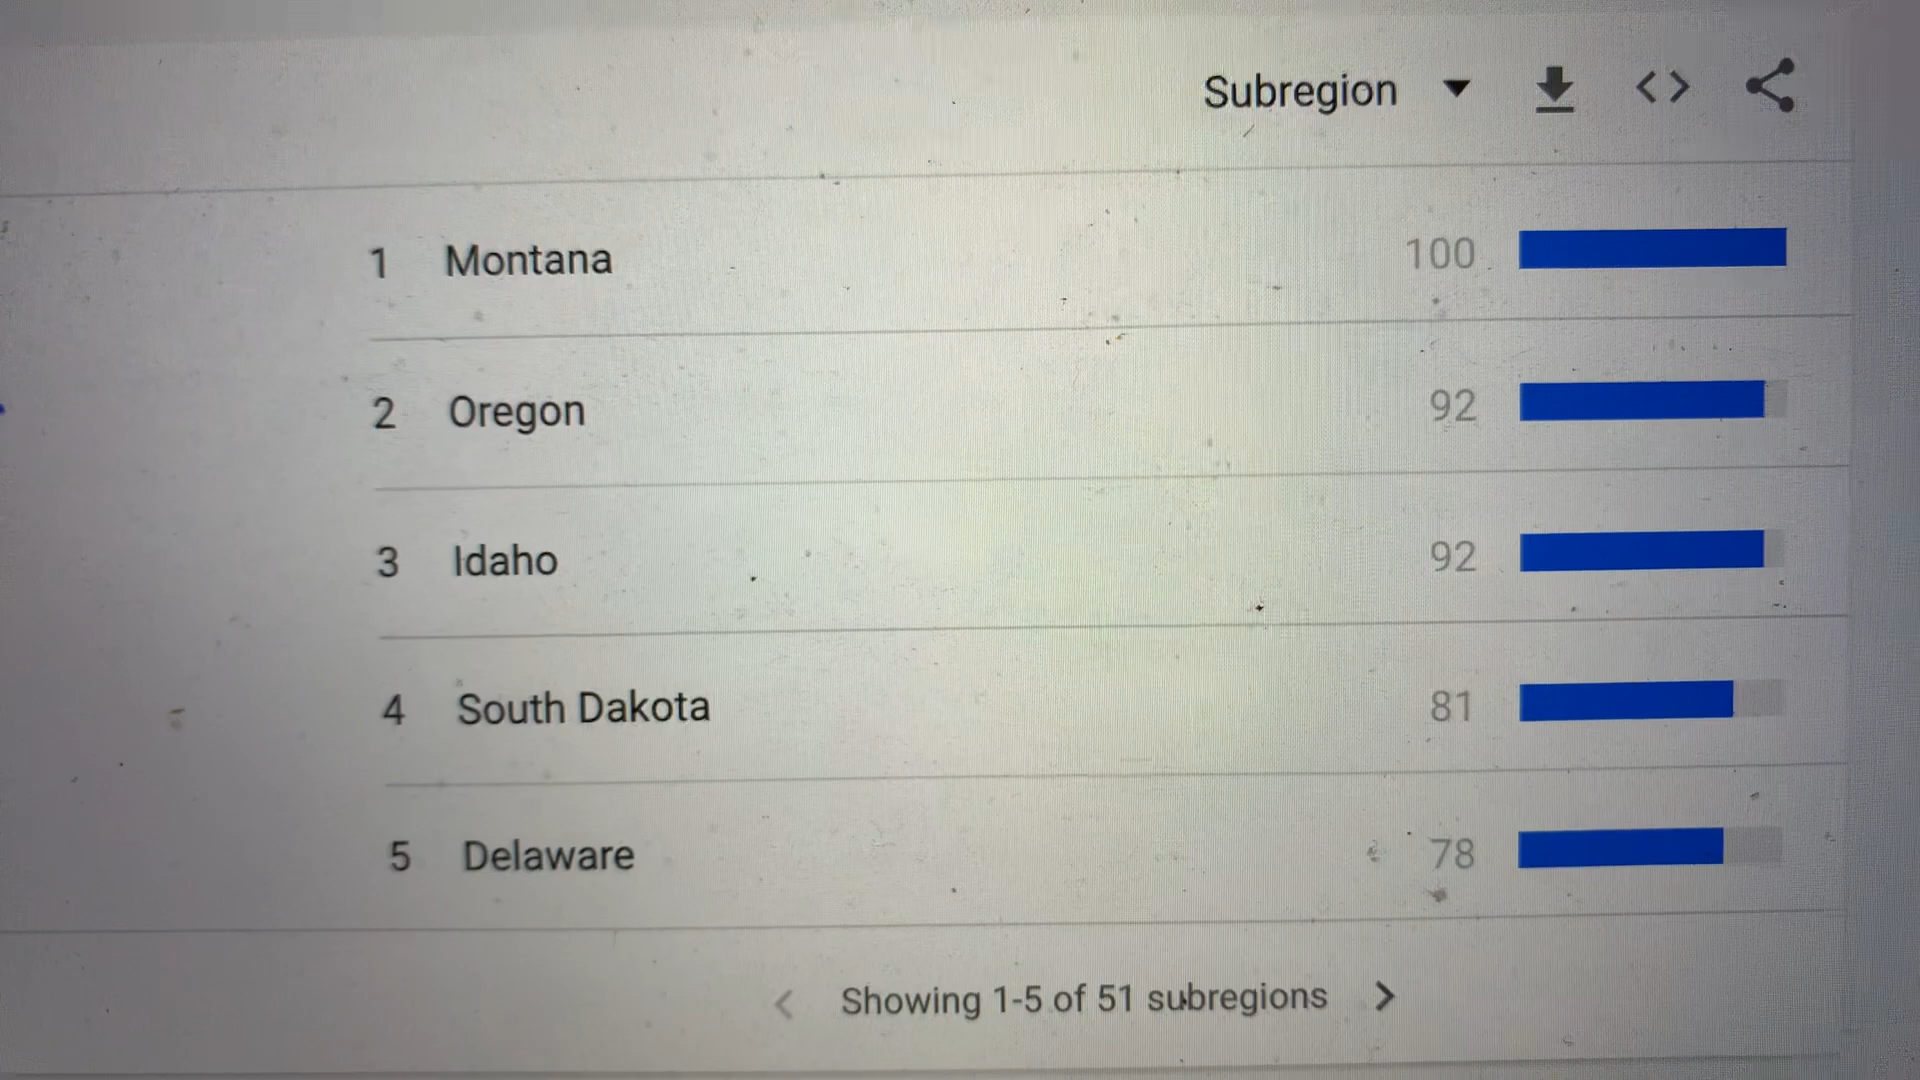 Subregion
1 Montana 100
2 Oregon 92
3 Idaho 92
4 South Dakota 81
5 Delaware 78
Showing 1-5 of 51 subregions